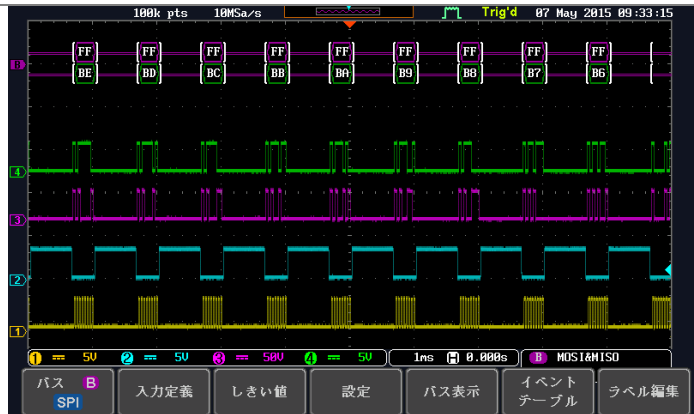 100k pts 10MSa/s Trig'd 07 May 2015 09:33:15
FF FF FF FF FF FF FF FF FF
B BE BD BC BB BA B9 B8 B7 B6
4
3
2
1
1 5V 2 5V 3 50V 4 5V 1ms H 0.000s B MOSI&MISO
バス B SPI
入力定義
しきい値
設定
バス表示
イベント
テーブル
ラベル編集